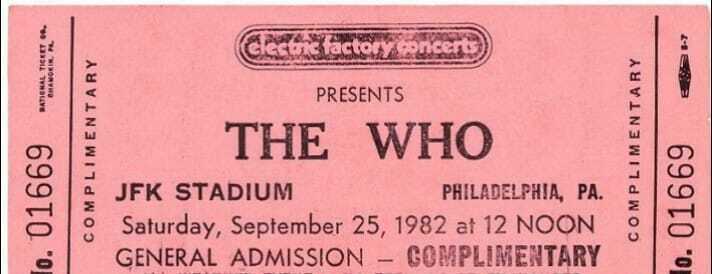 NATIONAL TICKET CO.
SHAMOKIN, PA.
COMPLIMENTARY
No. 01669
electric factory concerts
PRESENTS
THE WHO
JFK STADIUM PHILADELPHIA, PA.
Saturday, September 25, 1982 at 12 NOON
GENERAL ADMISSION – COMPLIMENTARY
COMPLIMENTARY
No. 01669